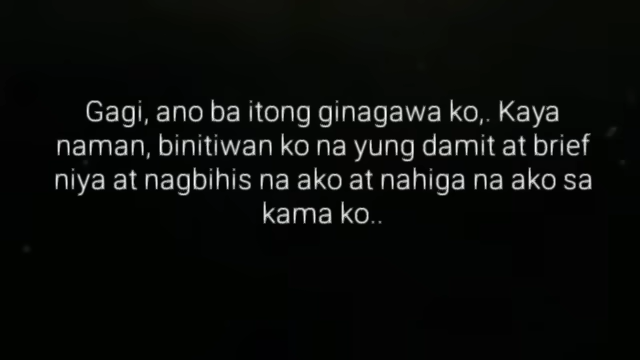 Gagi, ano ba itong ginagawa ko,. Kaya
naman, binitiwan ko na yung damit at brief
niya at nagbihis na ako at nahiga na ako sa
kama ko..